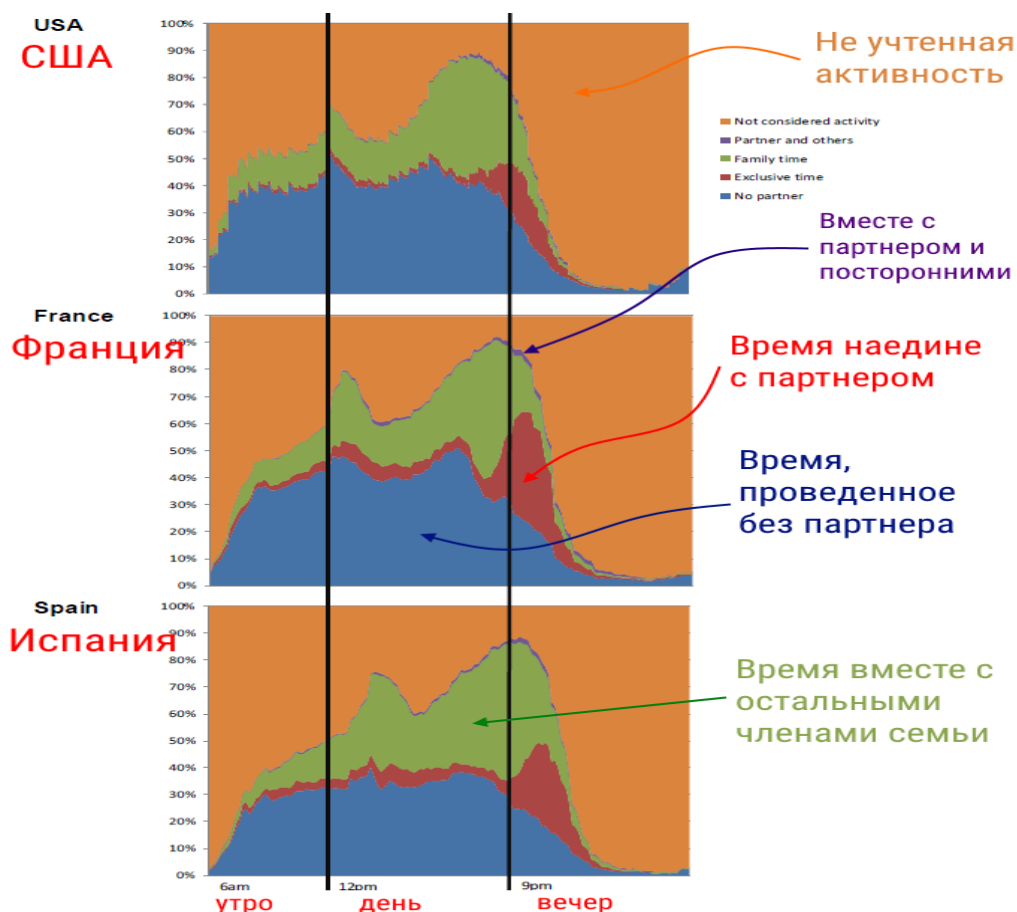 USA
США
100%
90%
80%
70%
60%
50%
40%
30%
20%
10%
0%
Не учтенная
активность
Not considered activity
Partner and others
Family time
Exclusive time
No partner
Вместе с
партнером и
посторонними
France
Франция
100%
90%
80%
70%
60%
50%
40%
30%
20%
10%
0%
Время наедине
с партнером
Время,
проведенное
без партнера
Spain
Испания
100%
90%
80%
70%
60%
50%
40%
30%
20%
10%
0%
Время вместе с
остальными
членами семьи
6am 12pm 9pm
утро день вечер